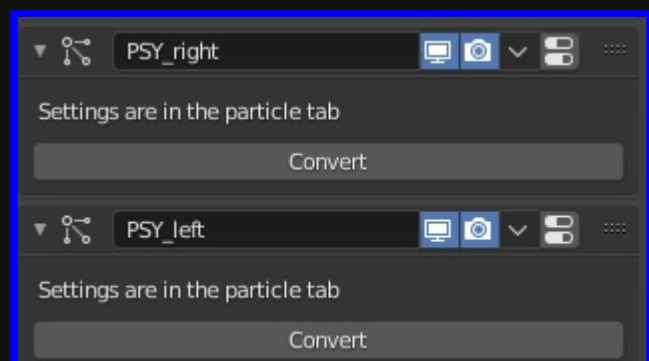 PSY_right
Settings are in the particle tab
Convert
PSY_left
Settings are in the particle tab
Convert